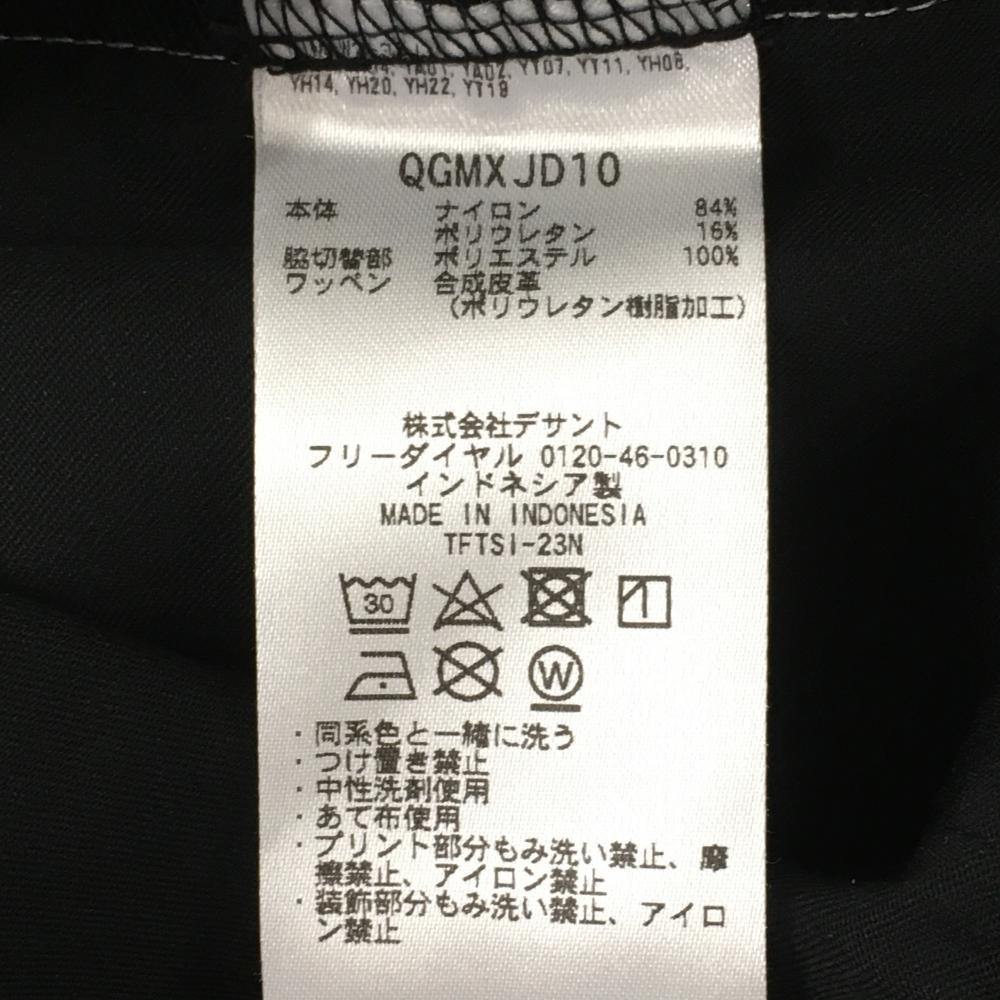 YA02, YT07, YT11, YH08,
YH14, YH20, YH22, YT19
QGMXJD10
本体 ナイロン 84%
ポリウレタン 16%
脇切替部 ポリエステル 100%
ワッペン 合成皮革
(ポリウレタン樹脂加工)
株式会社デサント
フリーダイヤル 0120-46-0310
インドネシア製
MADE IN INDONESIA
TFTSI-23N
30
W
・同系色と一緒に洗う
・つけ置き禁止
・中性洗剤使用
・あて布使用
・プリント部分もみ洗い禁止、摩
擦禁止、アイロン禁止
・装飾部分もみ洗い禁止、アイロ
ン禁止